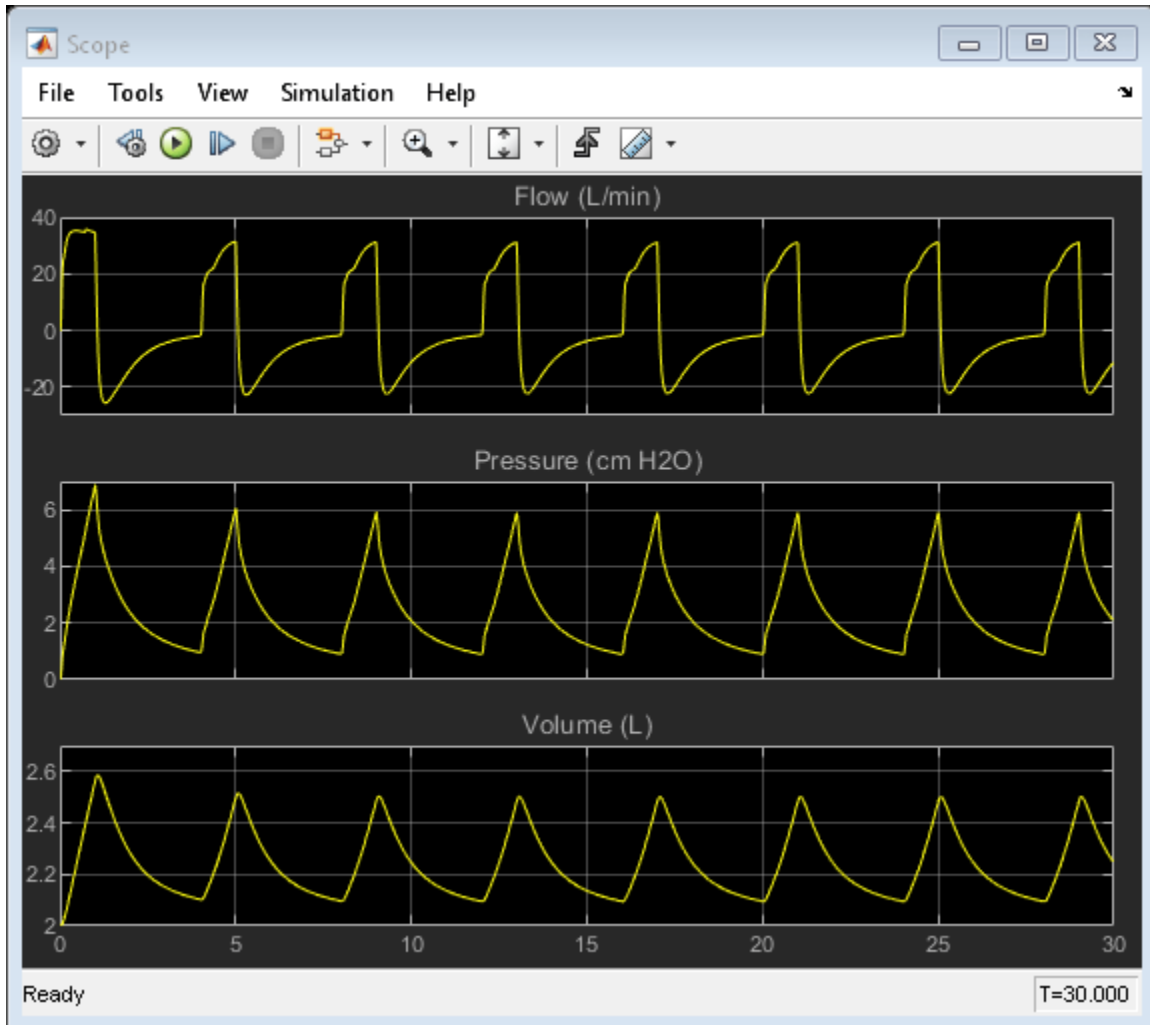 Scope
File Tools View Simulation Help
Flow (L/min)
40
20
0
-20
Pressure (cm H2O)
6
4
2
0
Volume (L)
2.6
2.4
2.2
2
0 5 10 15 20 25 30
Ready T=30.000